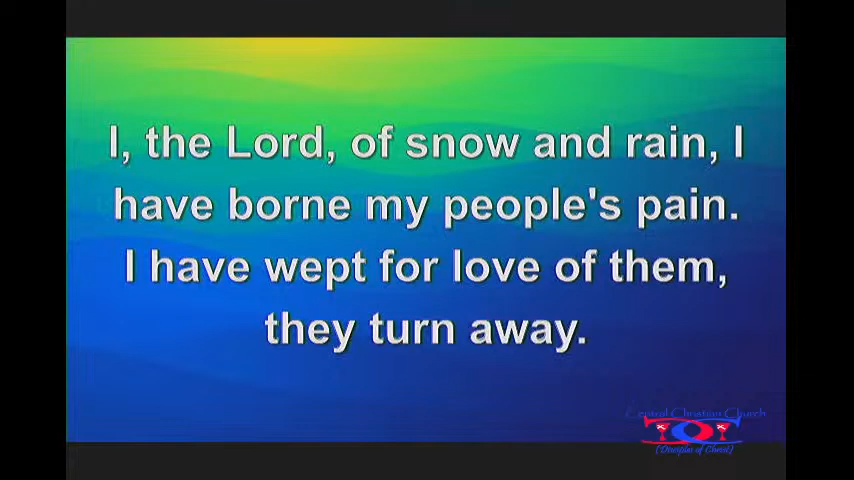 I, the Lord, of snow and rain, I
have borne my people's pain.
I have wept for love of them,
they turn away.
Central Christian Church
(Disciples of Christ)